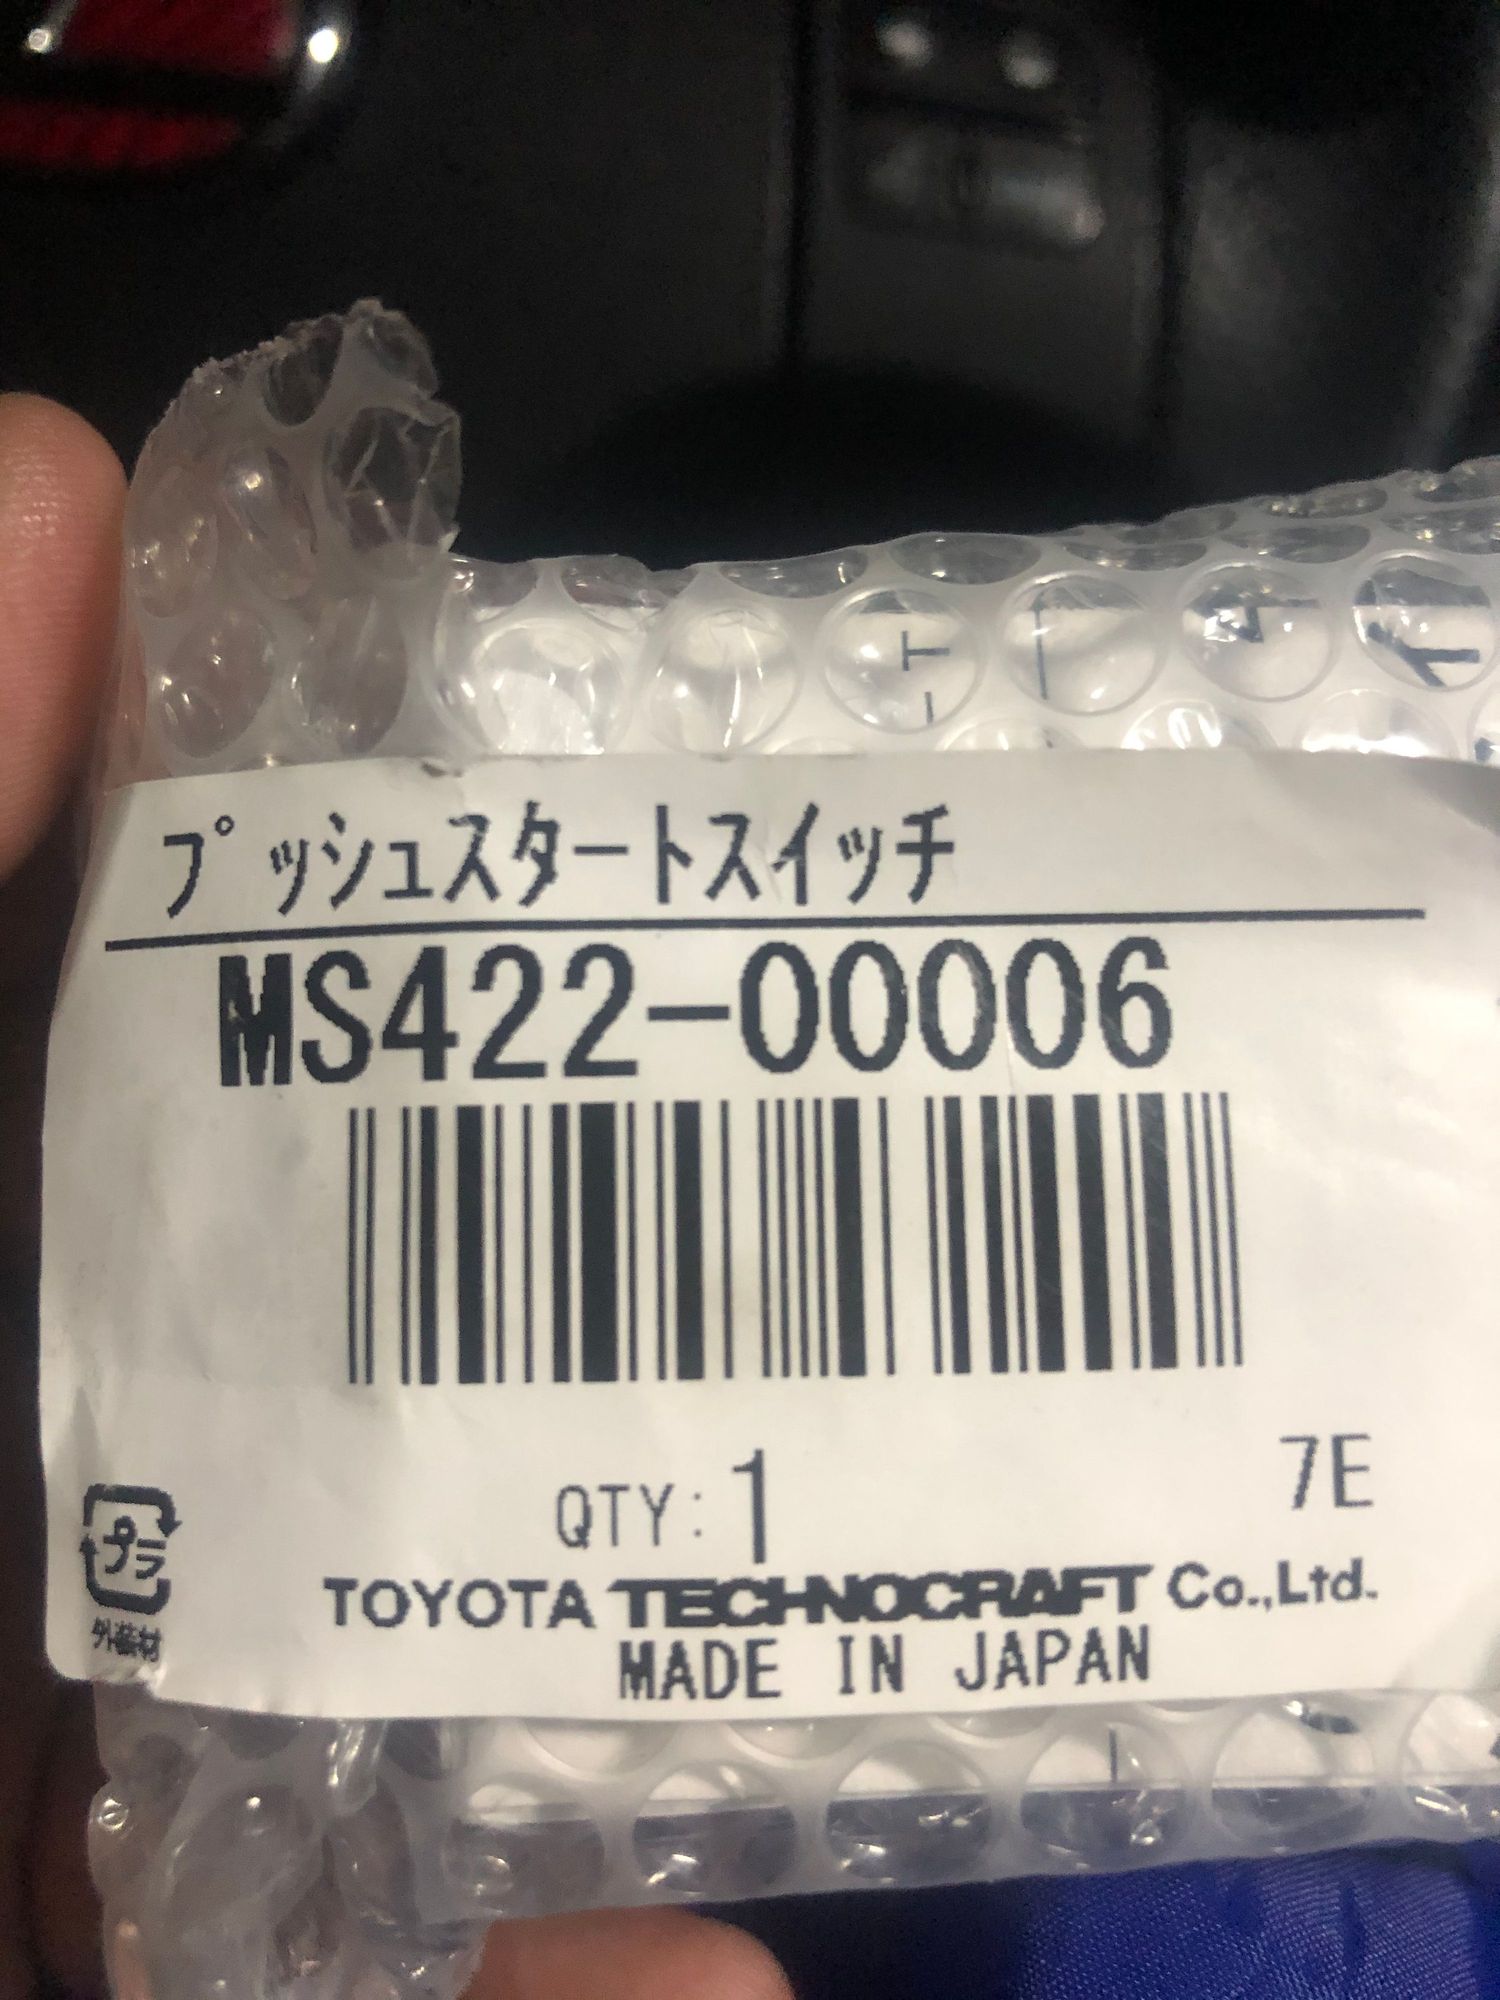 プッシュスタートスイッチ
MS422-00006
QTY: 1
7E
プラ
外装材
TOYOTA TECHNOCRAFT Co.,Ltd.
MADE IN JAPAN